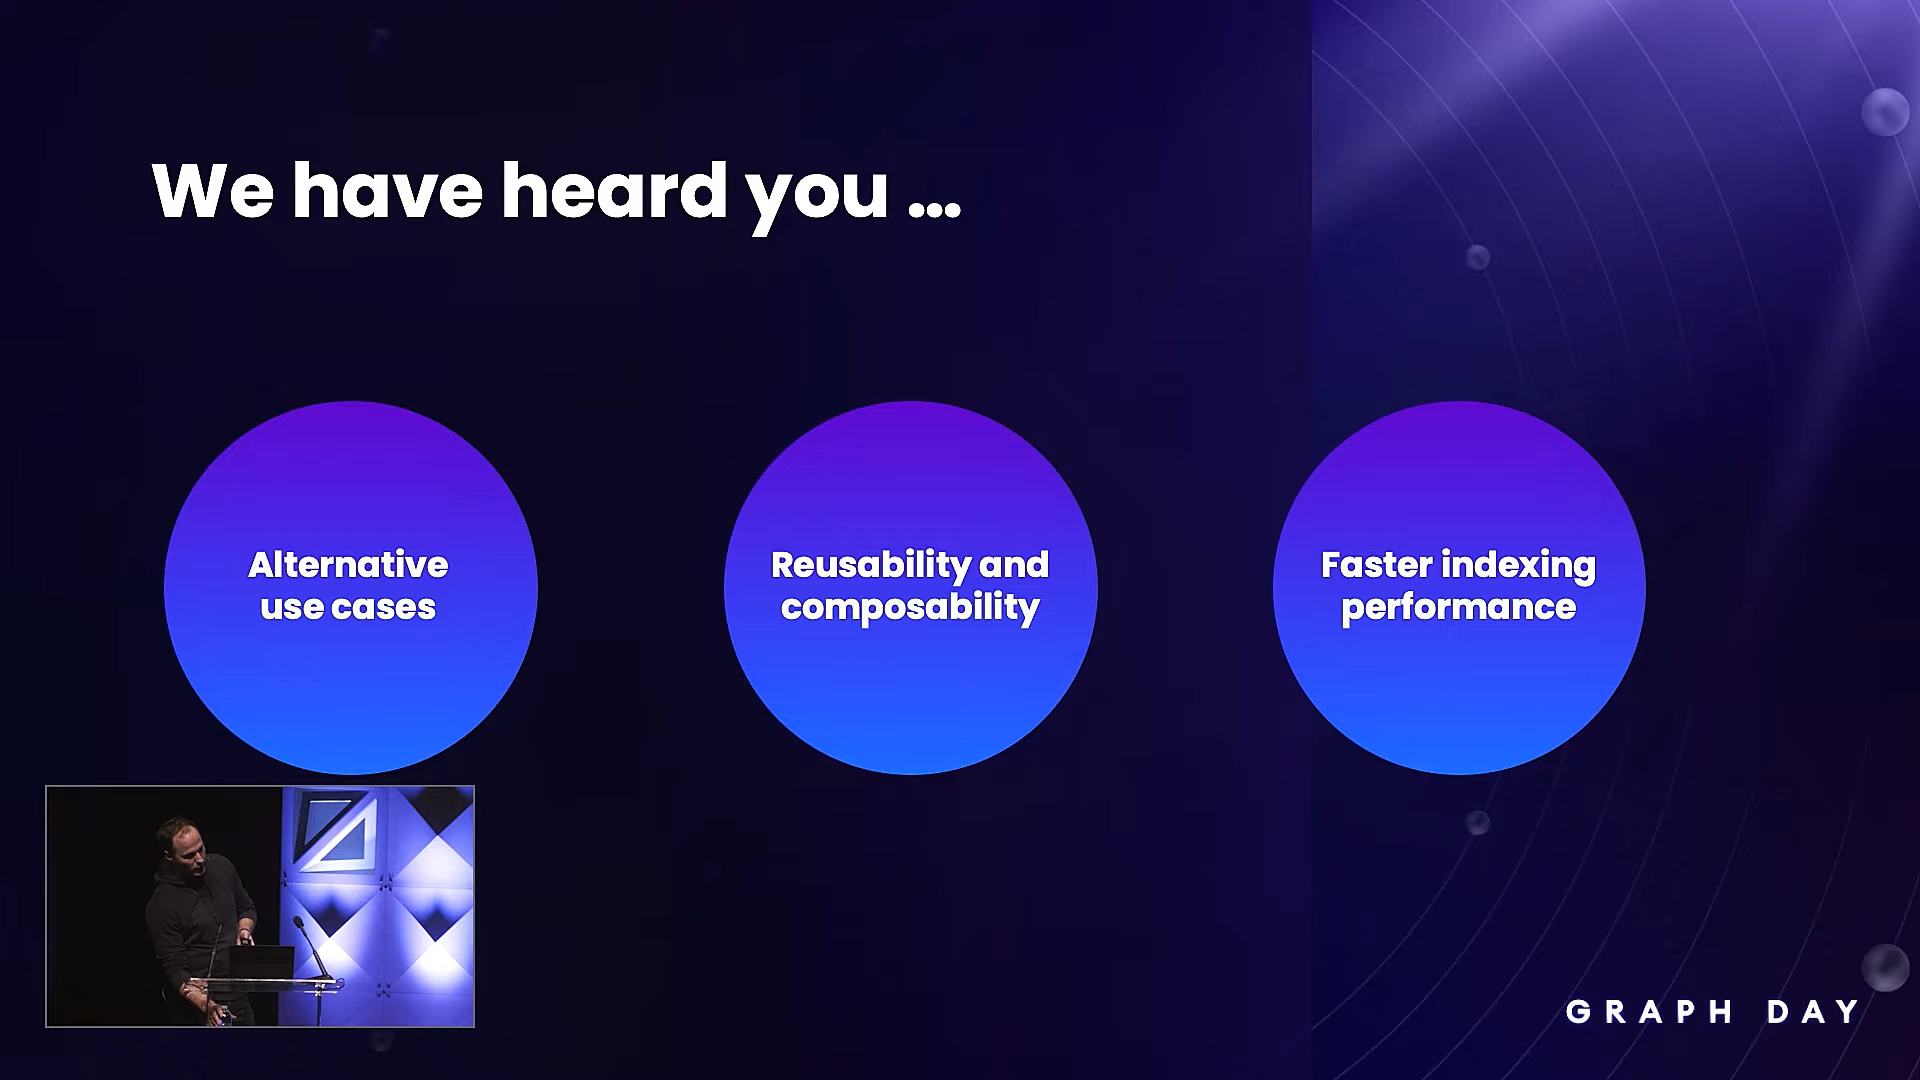 We have heard you ...
Alternative
use cases
Reusability and
composability
Faster indexing
performance
GRAPH DAY